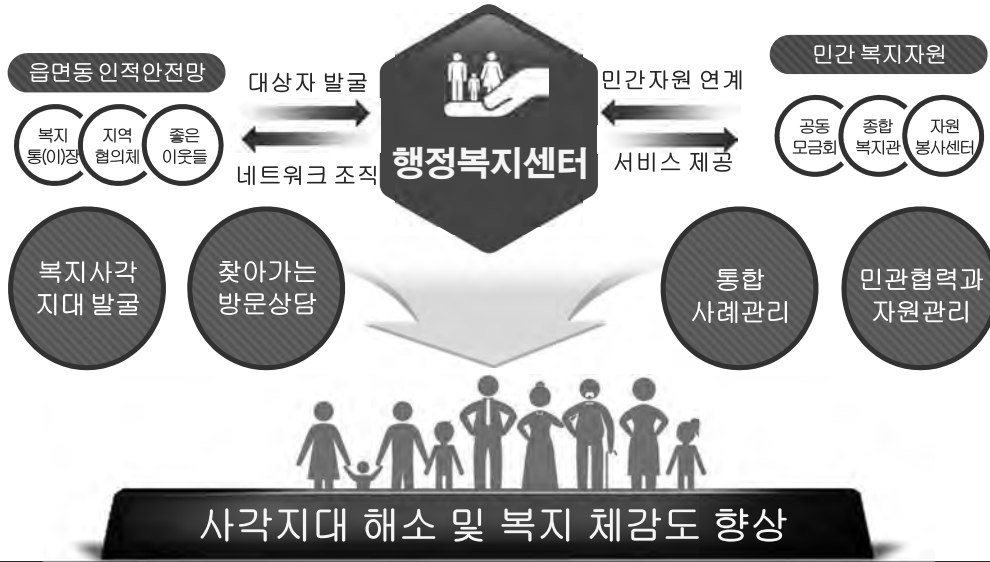 읍면동 인적안전망
복지
통(이)장
지역
협의체
좋은
이웃들
대상자 발굴
네트워크 조직
행정복지센터
민간자원 연계
서비스 제공
민간 복지자원
공동
모금회
종합
복지관
자원
봉사센터
복지사각
지대 발굴
찾아가는
방문상담
통합
사례관리
민관협력과
자원관리
사각지대 해소 및 복지 체감도 향상